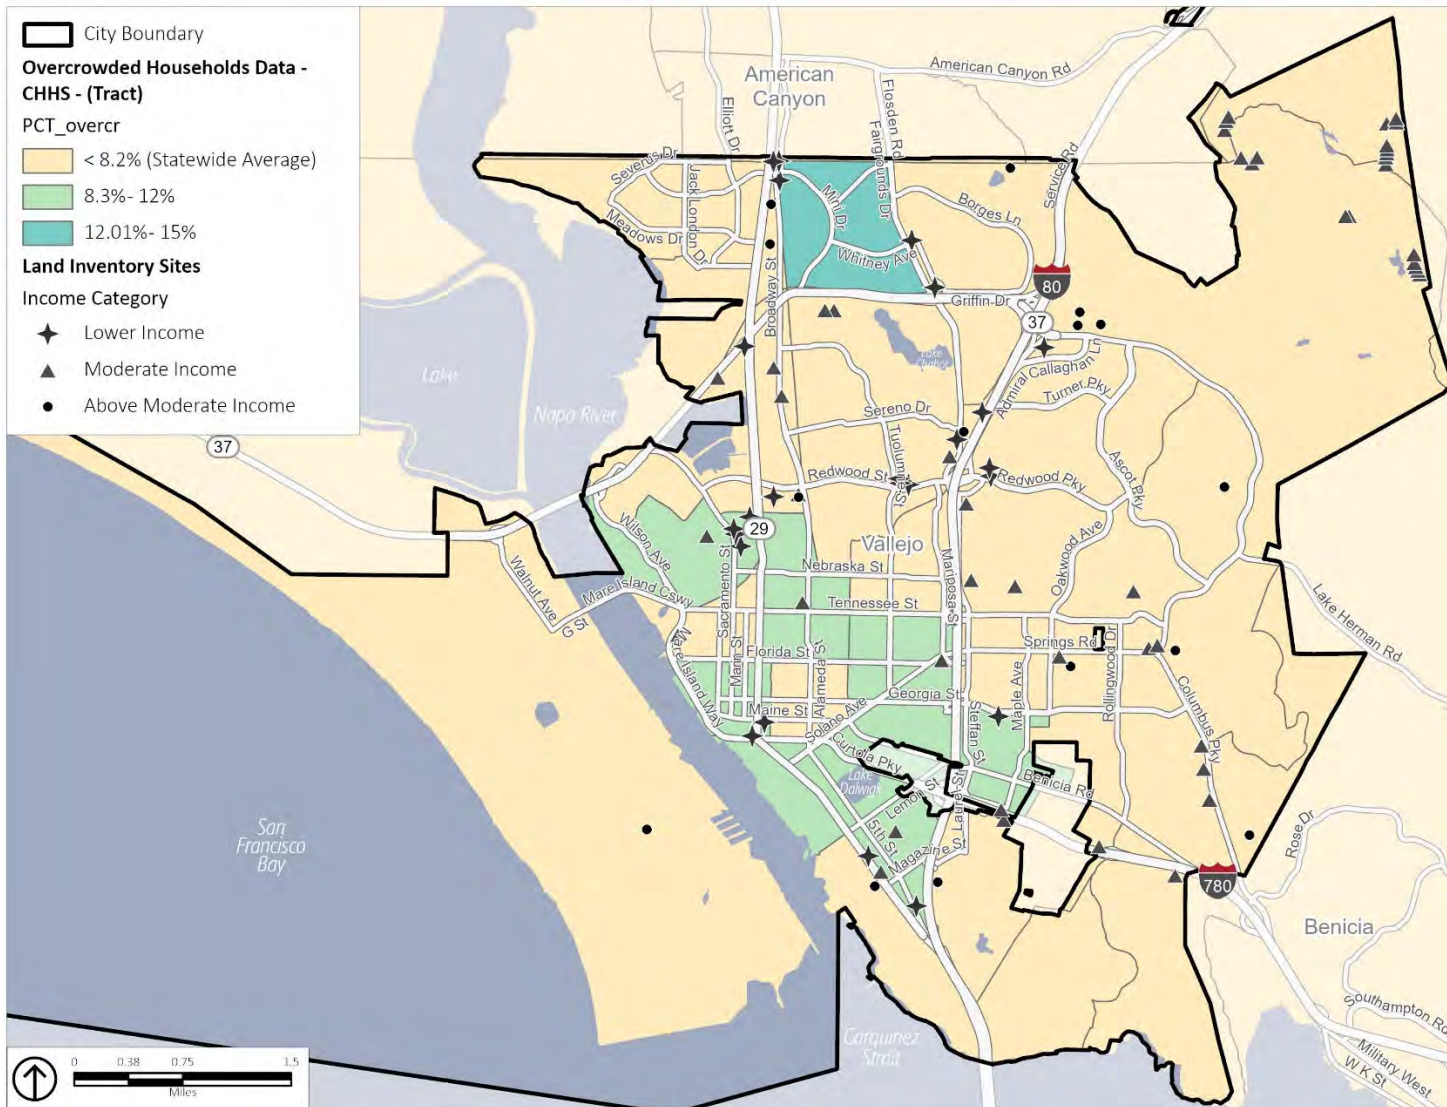 City Boundary
Overcrowded Households Data -
CHHS - (Tract)
PCT_overcr
< 8.2% (Statewide Average)
8.3%- 12%
12.01%- 15%
Land Inventory Sites
Income Category
Lower Income
Moderate Income
Above Moderate Income
American
Canyon
American Canyon Rd
Elliott Dr
Flosden Rd
Fairgrounds Dr
Service Rd
Severus Dr
Jack London Dr
Meadows Dr
Mini Dr
Whitney Ave
Borges Ln
Broadway St
Griffin Dr
80
37
Lake
Chabot
Admiral Callaghan Ln
Turner Pky
Lake
Napa River
37
Sereno Dr
Tuolumne St
Redwood St
Redwood Pky
Ascot Pky
Oakwood Ave
29
Vallejo
Wilson Ave
Sacramento St
Nebraska St
Mariposa St
Walnut Ave
G St
Mare Island Cswy
Tennessee St
Lake Herman Rd
Marin St
Florida St
Alameda St
Springs Rd
Rollingwood Dr
Mare Island Way
Georgia St
Maple Ave
Maine St
Solano Ave
Steffan St
Columbus Pky
Curtola Pky
Lake
Dalwigk
Lemon St
Laurel St
Benicia Rd
5th St
Magazine St
Rose Dr
780
San
Francisco
Bay
Benicia
Southampton Rd
Carquinez
Strait
Military West
W K St
0 0.38 0.75 1.5
Miles